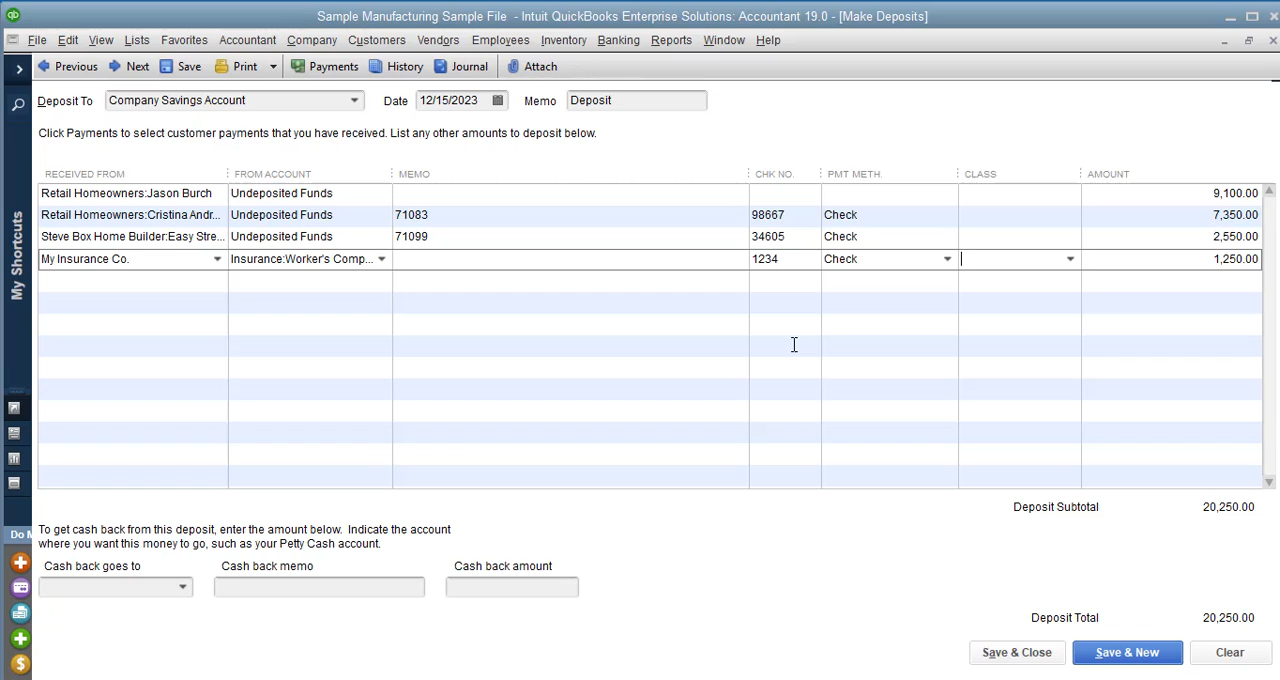 Sample Manufacturing Sample File - Intuit QuickBooks Enterprise Solutions: Accountant 19.0 - [Make Deposits]
File Edit View Lists Favorites Accountant Company Customers Vendors Employees Inventory Banking Reports Window Help
Previous Next Save Print Payments History Journal Attach
Deposit To Company Savings Account Date 12/15/2023 Memo Deposit
Click Payments to select customer payments that you have received. List any other amounts to deposit below.
RECEIVED FROM FROM ACCOUNT MEMO CHK NO. PMT METH. CLASS AMOUNT
Retail Homeowners:Jason Burch Undeposited Funds 9,100.00
Retail Homeowners:Cristina Andr... Undeposited Funds 71083 98667 Check 7,350.00
Steve Box Home Builder:Easy Stre... Undeposited Funds 71099 34605 Check 2,550.00
My Insurance Co. Insurance:Worker's Comp... 1234 Check 1,250.00
My Shortcuts
Deposit Subtotal 20,250.00
To get cash back from this deposit, enter the amount below. Indicate the account
where you want this money to go, such as your Petty Cash account.
Do M
Cash back goes to Cash back memo Cash back amount
Deposit Total 20,250.00
Save & Close Save & New Clear